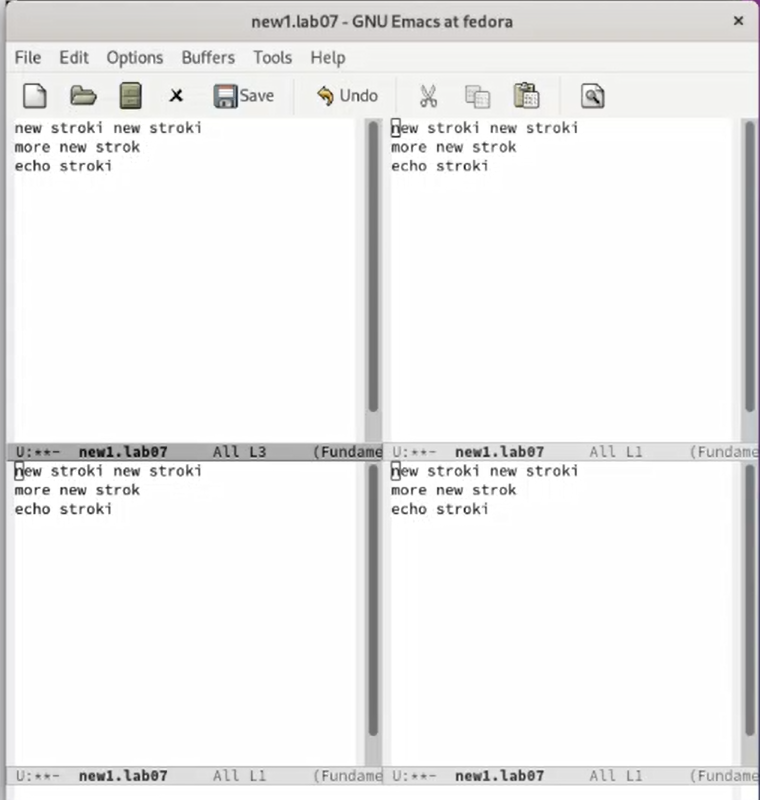 new1.lab07 - GNU Emacs at fedora
File Edit Options Buffers Tools Help
Save Undo
new stroki new stroki
more new strok
echo stroki
new stroki new stroki
more new strok
echo stroki
U:**- new1.lab07 All L3 (Fundame
U:**- new1.lab07 All L1 (Fundame
new stroki new stroki
more new strok
echo stroki
new stroki new stroki
more new strok
echo stroki
U:**- new1.lab07 All L1 (Fundame
U:**- new1.lab07 All L1 (Fundame